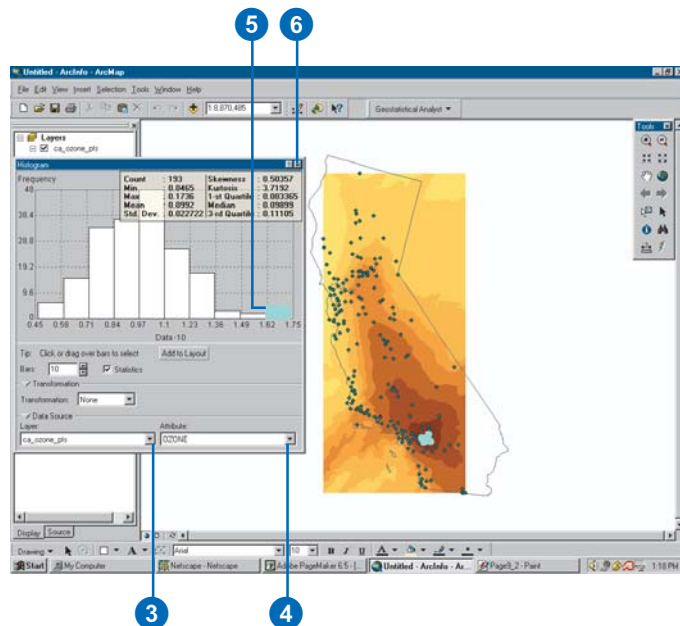 5 6
Untitled - ArcInfo - ArcMap
File Edit View Insert Selection Tools Window Help
1:8,870,485 Geostatistical Analyst
Layers
ca_ozone_pts
Tools
Histogram
Frequency
Count : 193 Skewness : 0.50357
Min. : 0.0465 Kurtosis : 3.7192
Max : 0.1736 1-st Quartile : 0.083365
Mean : 0.0992 Median : 0.09899
Std. Dev. : 0.022722 3-rd Quartile : 0.11105
48
38.4
28.8
19.2
9.6
0
0.45 0.58 0.71 0.84 0.97 1.1 1.23 1.36 1.49 1.62 1.75
Data·10
Tip: Click or drag over bars to select Add to Layout
Bars: 10 Statistics
Transformation
Transformation: None
Data Source
Layer: Attribute:
ca_ozone_pts OZONE
Display Source
Drawing A Arial 10 B I U A
Start My Computer Netscape - Netscape Adobe PageMaker 6.5 - [... Untitled - ArcInfo - Ar... Page9_2 - Paint 1:18 PM
3 4